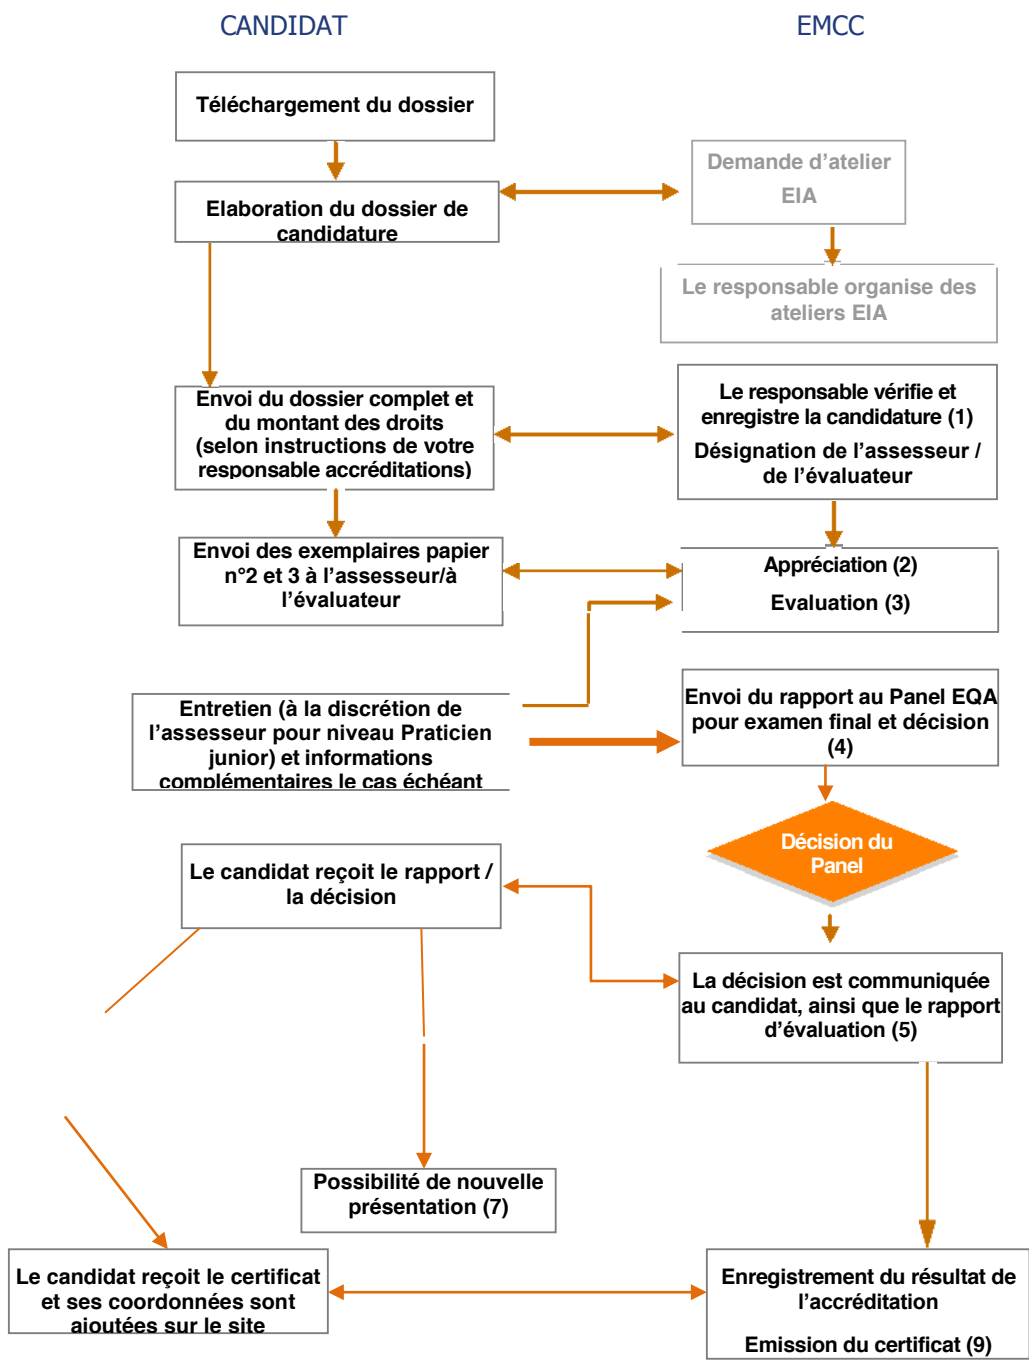 CANDIDAT
EMCC
Téléchargement du dossier
Demande d'atelier
EIA
Elaboration du dossier de
candidature
Le responsable organise des
ateliers EIA
Envoi du dossier complet et
du montant des droits
(selon instructions de votre
responsable accréditations)
Le responsable vérifie et
enregistre la candidature (1)
Désignation de l'assesseur /
de l'évaluateur
Envoi des exemplaires papier
n°2 et 3 à l'assesseur/à
l'évaluateur
Appréciation (2)
Evaluation (3)
Entretien (à la discrétion de
l'assesseur pour niveau Praticien
junior) et informations
complémentaires le cas échéant
Envoi du rapport au Panel EQA
pour examen final et décision
(4)
Décision du
Panel
Le candidat reçoit le rapport /
la décision
La décision est communiquée
au candidat, ainsi que le rapport
d'évaluation (5)
Possibilité de nouvelle
présentation (7)
Le candidat reçoit le certificat
et ses coordonnées sont
ajoutées sur le site
Enregistrement du résultat de
l'accréditation
Emission du certificat (9)